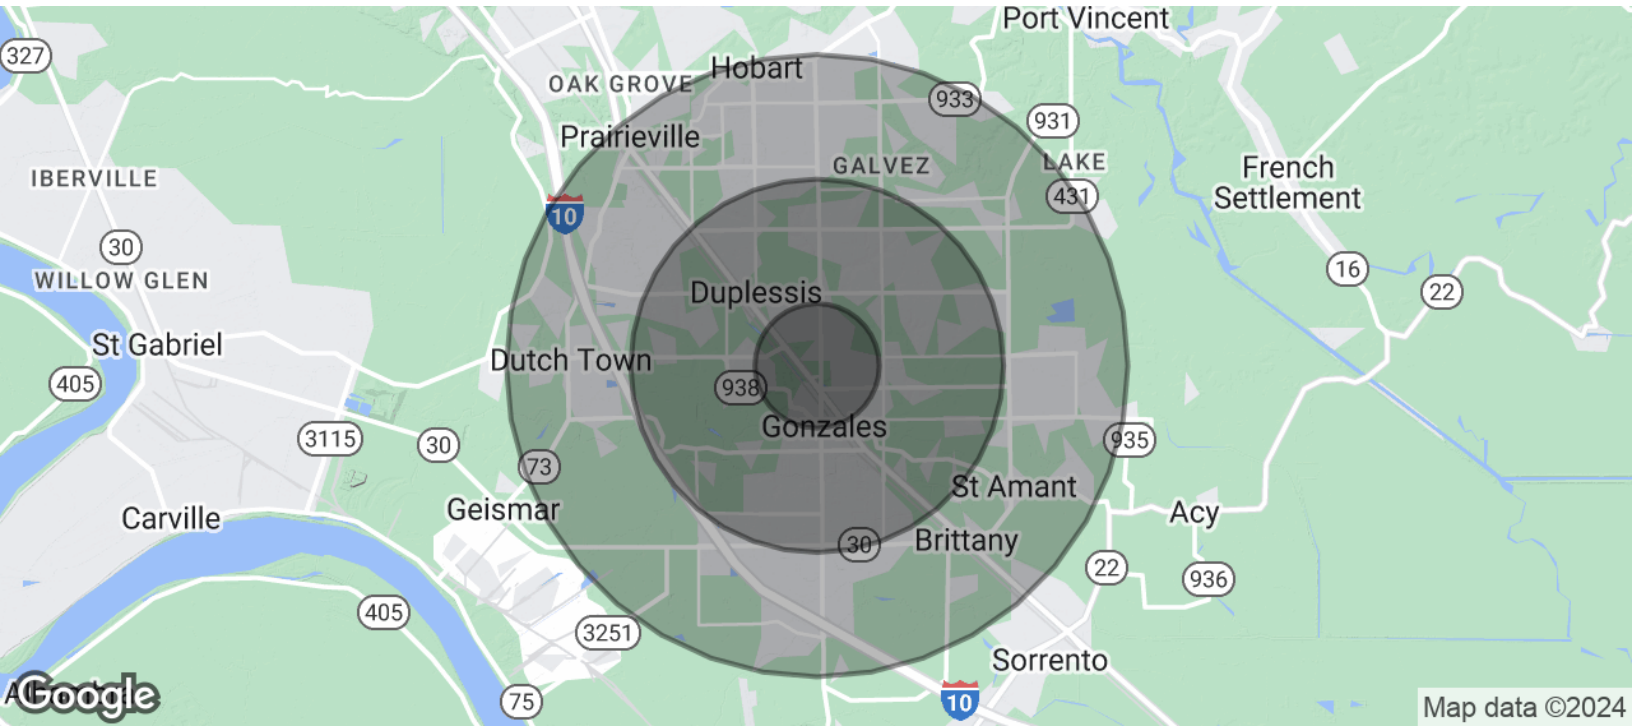 Port Vincent
327
Hobart
OAK GROVE
933
931
Prairieville
LAKE
GALVEZ
French
Settlement
IBERVILLE
431
10
30
16
WILLOW GLEN
22
Duplessis
St Gabriel
Dutch Town
405
938
Gonzales
3115
30
935
73
St Amant
Geismar
Acy
Carville
Brittany
30
22
936
405
3251
Sorrento
Google
75
10
Map data ©2024